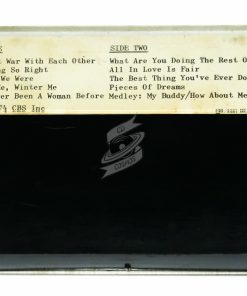 SIDE TWO
t War With Each Other What Are You Doing The Rest O
g So Right All In Love Is Fair
We Were The Best Thing You've Ever Do
e, Winter Me Pieces Of Dreams
er Been A Woman Before Medley: My Buddy/How About Me
74 CBS Inc
CD
COSMOS